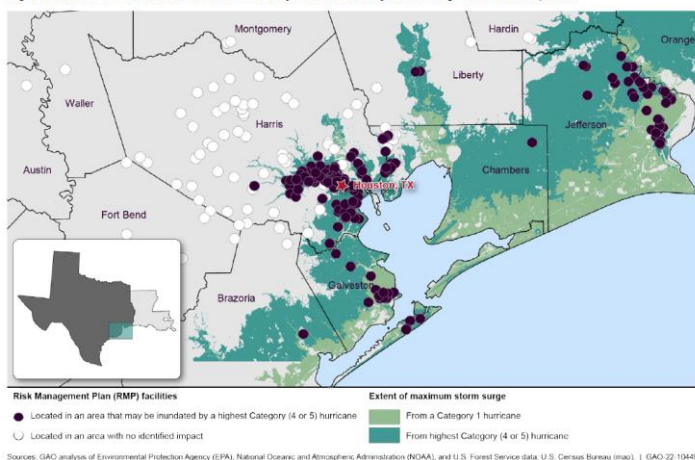 Montgomery
Hardin
Orange
Liberty
Waller
Harris
Jefferson
Austin
Chambers
Houston, TX
Fort Bend
Galveston
Brazoria
Risk Management Plan (RMP) facilities
Located in an area that may be inundated by a highest Category (4 or 5) hurricane
Located in an area with no identified impact
Extent of maximum storm surge
From a Category 1 hurricane
From highest Category (4 or 5) hurricane
Sources: GAO analysis of Environmental Protection Agency (EPA), National Oceanic and Atmospheric Administration (NOAA), and U.S. Forest Service data. U.S. Census Bureau (map). |